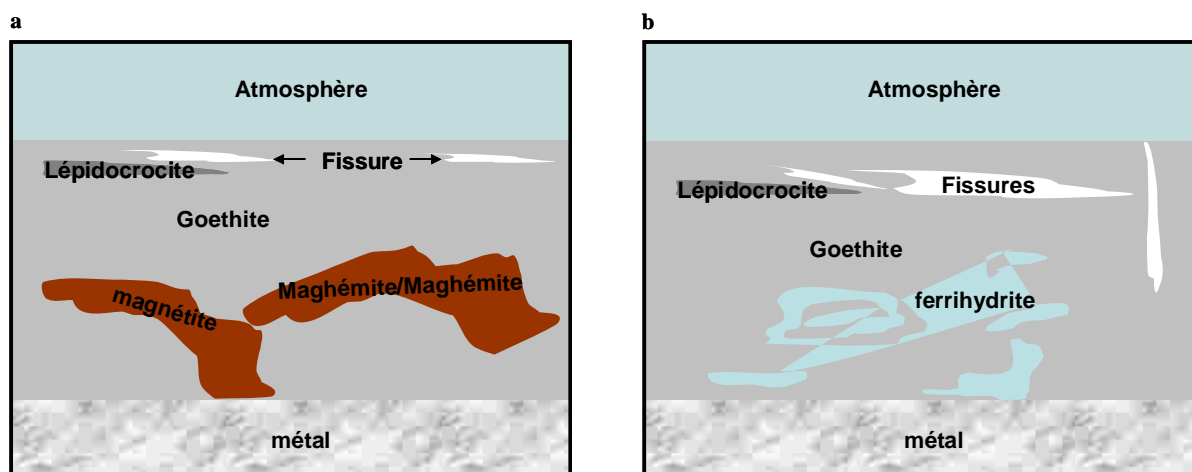 a
Atmosphère
Fissure
Lépidocrocite
Goethite
Maghémite/Maghémite
magnétite
métal
b
Atmosphère
Fissures
Lépidocrocite
Goethite
ferrihydrite
métal